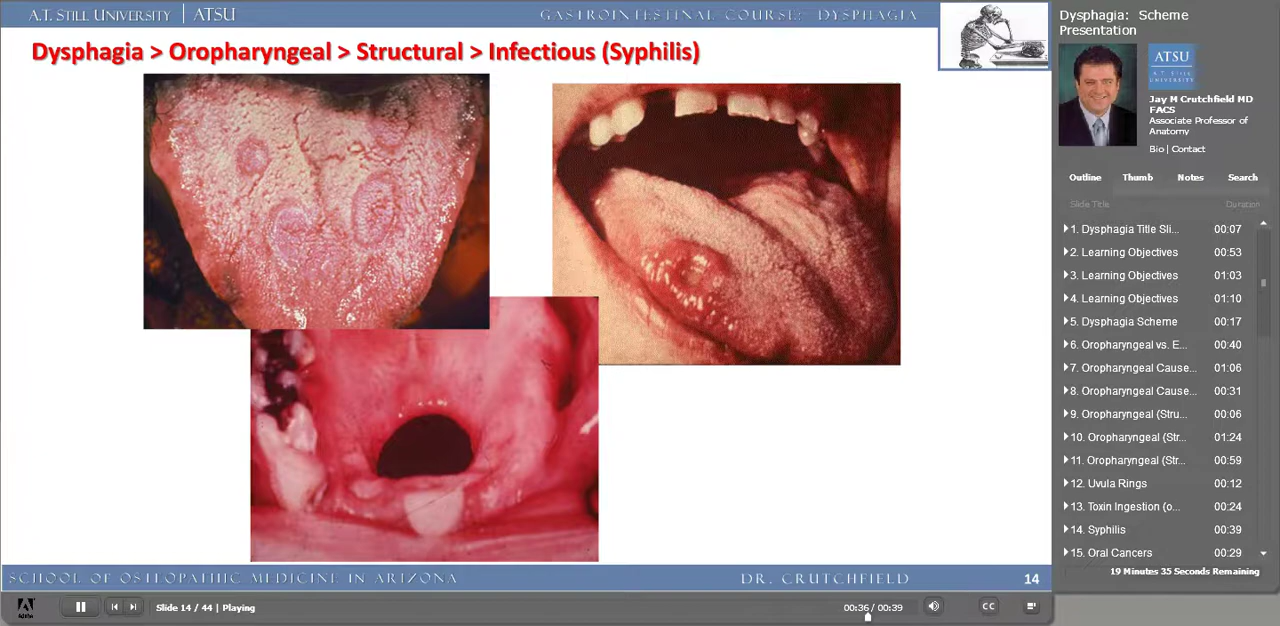 A.T. STILL UNIVERSITY | ATSU
GASTROINTESTINAL COURSE: DYSPHAGIA
Dysphagia > Oropharyngeal > Structural > Infectious (Syphilis)
SCHOOL OF OSTEOPATHIC MEDICINE IN ARIZONA
DR. CRUTCHFIELD
14
Dysphagia: Scheme
Presentation
ATSU
A.T. STILL
UNIVERSITY
Jay M Crutchfield MD
FACS
Associate Professor of
Anatomy
Bio | Contact
Outline Thumb Notes Search
Slide Title Duration
1. Dysphagia Title Sli... 00:07
2. Learning Objectives 00:53
3. Learning Objectives 01:03
4. Learning Objectives 01:10
5. Dysphagia Scheme 00:17
6. Oropharyngeal vs. E... 00:40
7. Oropharyngeal Cause... 01:06
8. Oropharyngeal Cause... 00:31
9. Oropharyngeal (Stru... 00:06
10. Oropharyngeal (Str... 01:24
11. Oropharyngeal (Str... 00:59
12. Uvula Rings 00:12
13. Toxin Ingestion (o... 00:24
14. Syphilis 00:39
15. Oral Cancers 00:29
19 Minutes 35 Seconds Remaining
Adobe
Slide 14 / 44 | Playing
00:36 / 00:39
CC